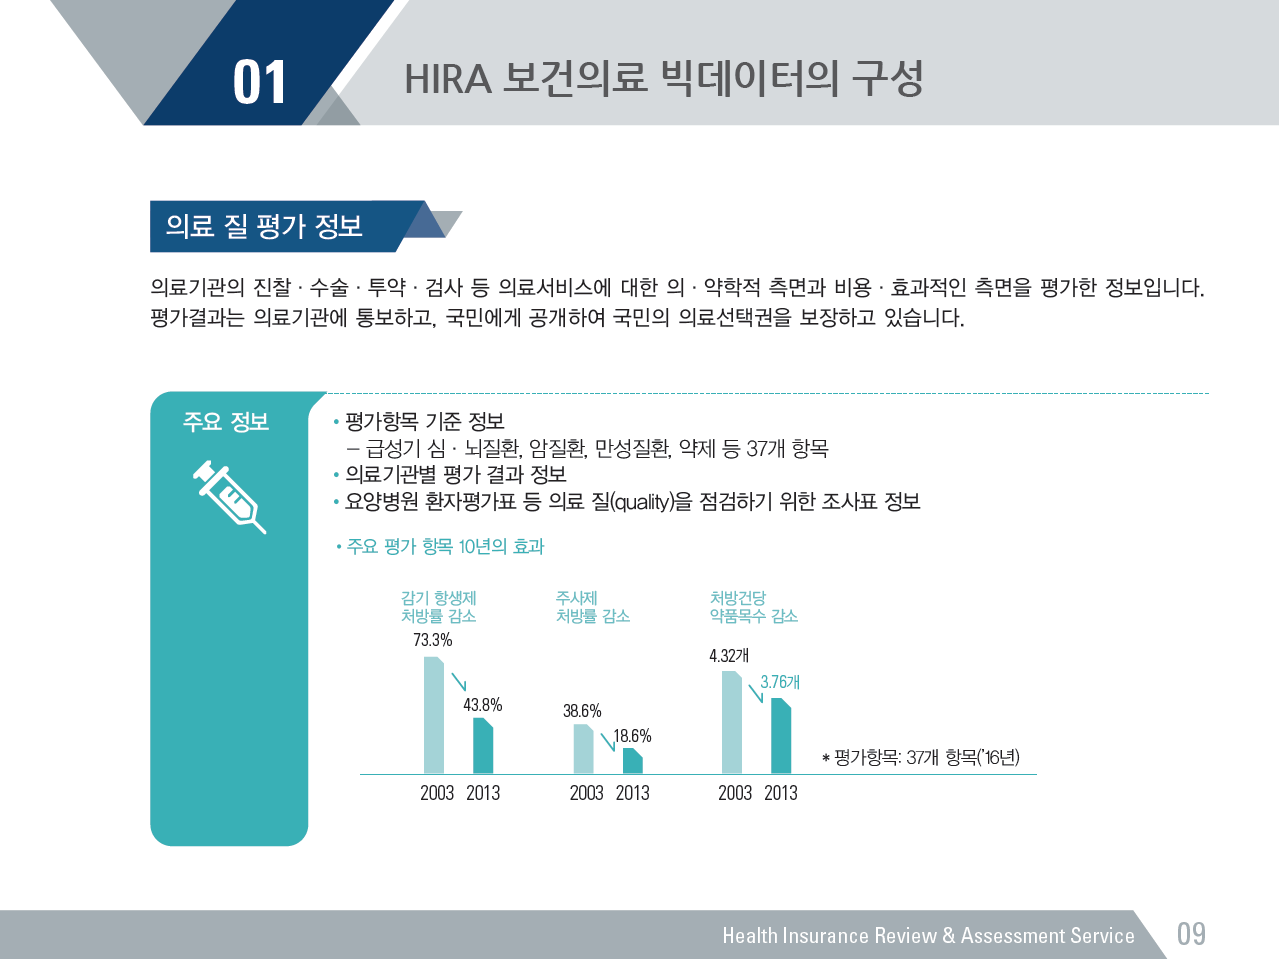 01
HIRA 보건의료 빅데이터의 구성
의료 질 평가 정보
의료기관의 진찰 · 수술 · 투약 · 검사 등 의료서비스에 대한 의 · 약학적 측면과 비용 · 효과적인 측면을 평가한 정보입니다.
평가결과는 의료기관에 통보하고, 국민에게 공개하여 국민의 의료선택권을 보장하고 있습니다.
주요 정보
• 평가항목 기준 정보
– 급성기 심 · 뇌질환, 암질환, 만성질환, 약제 등 37개 항목
• 의료기관별 평가 결과 정보
• 요양병원 환자평가표 등 의료 질(quality)을 점검하기 위한 조사표 정보
• 주요 평가 항목 10년의 효과
감기 항생제
처방률 감소
73.3%
43.8%
2003 2013
주사제
처방률 감소
38.6%
18.6%
2003 2013
처방건당
약품목수 감소
4.32개
3.76개
2003 2013
* 평가항목: 37개 항목(’16년)
Health Insurance Review & Assessment Service
09